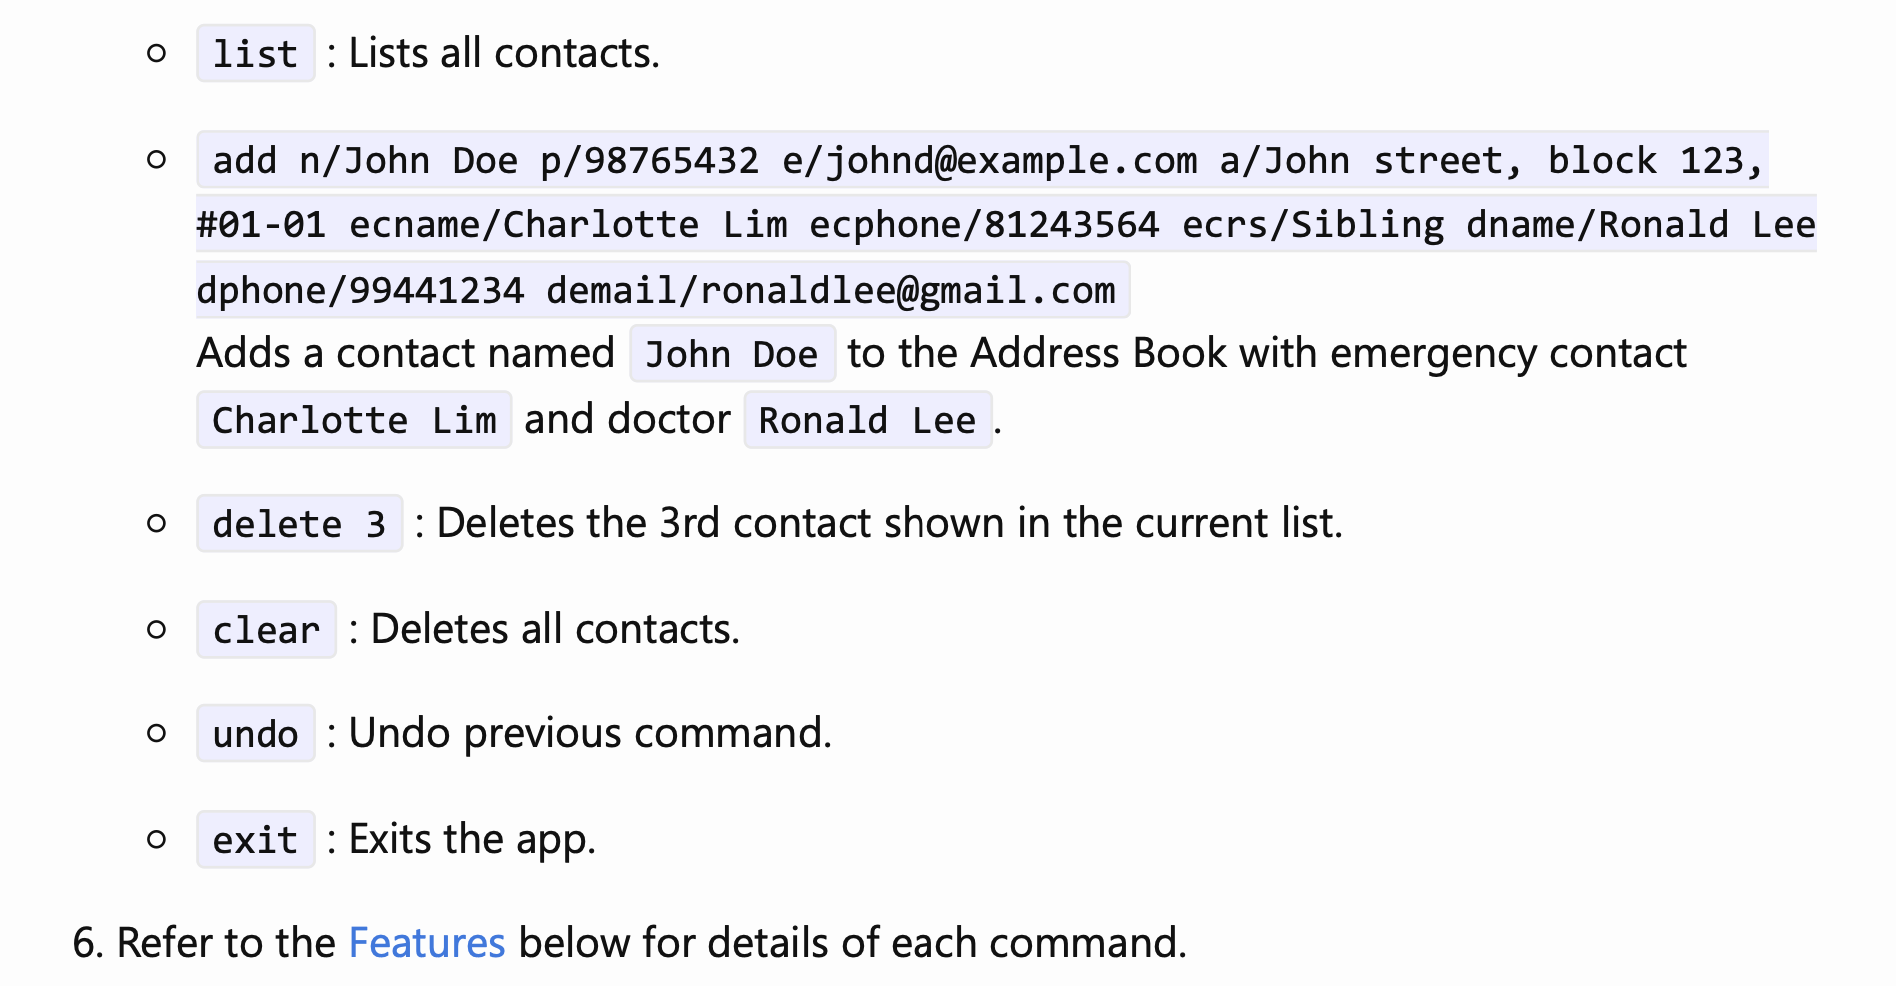 list : Lists all contacts.
add n/John Doe p/98765432 e/johnd@example.com a/John street, block 123,
#01-01 ecname/Charlotte Lim ecphone/81243564 ecrs/Sibling dname/Ronald Lee
dphone/99441234 demail/ronaldlee@gmail.com
Adds a contact named John Doe to the Address Book with emergency contact
Charlotte Lim and doctor Ronald Lee.
delete 3 : Deletes the 3rd contact shown in the current list.
clear : Deletes all contacts.
undo : Undo previous command.
exit : Exits the app.
6. Refer to the Features below for details of each command.